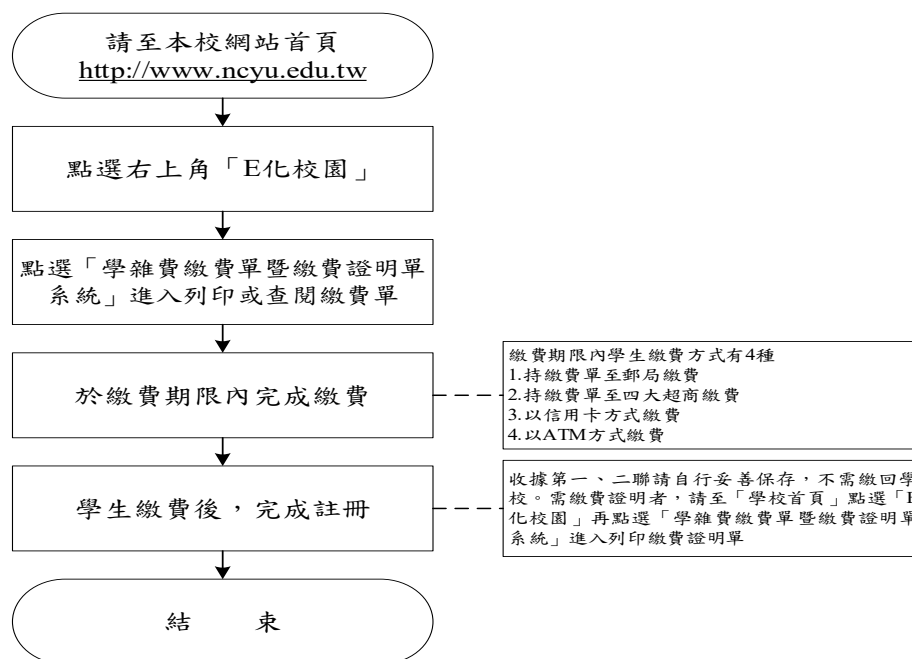 請至本校網站首頁
http://www.ncyu.edu.tw
點選右上角「E化校園」
點選「學雜費繳費單暨繳費證明單
系統」進入列印或查閱繳費單
於繳費期限內完成繳費
繳費期限內學生繳費方式有4種
1.持繳費單至郵局繳費
2.持繳費單至四大超商繳費
3.以信用卡方式繳費
4.以ATM方式繳費
學生繳費後，完成註冊
收據第一、二聯請自行妥善保存，不需繳回學
校。需繳費證明者，請至「學校首頁」點選「E
化校園」再點選「學雜費繳費單暨繳費證明單
系統」進入列印繳費證明單
結 束